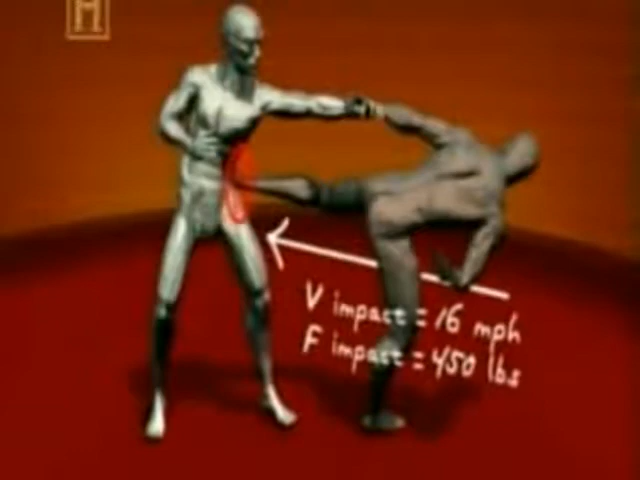 H
V impact = 16 mph
F impact = 450 lbs